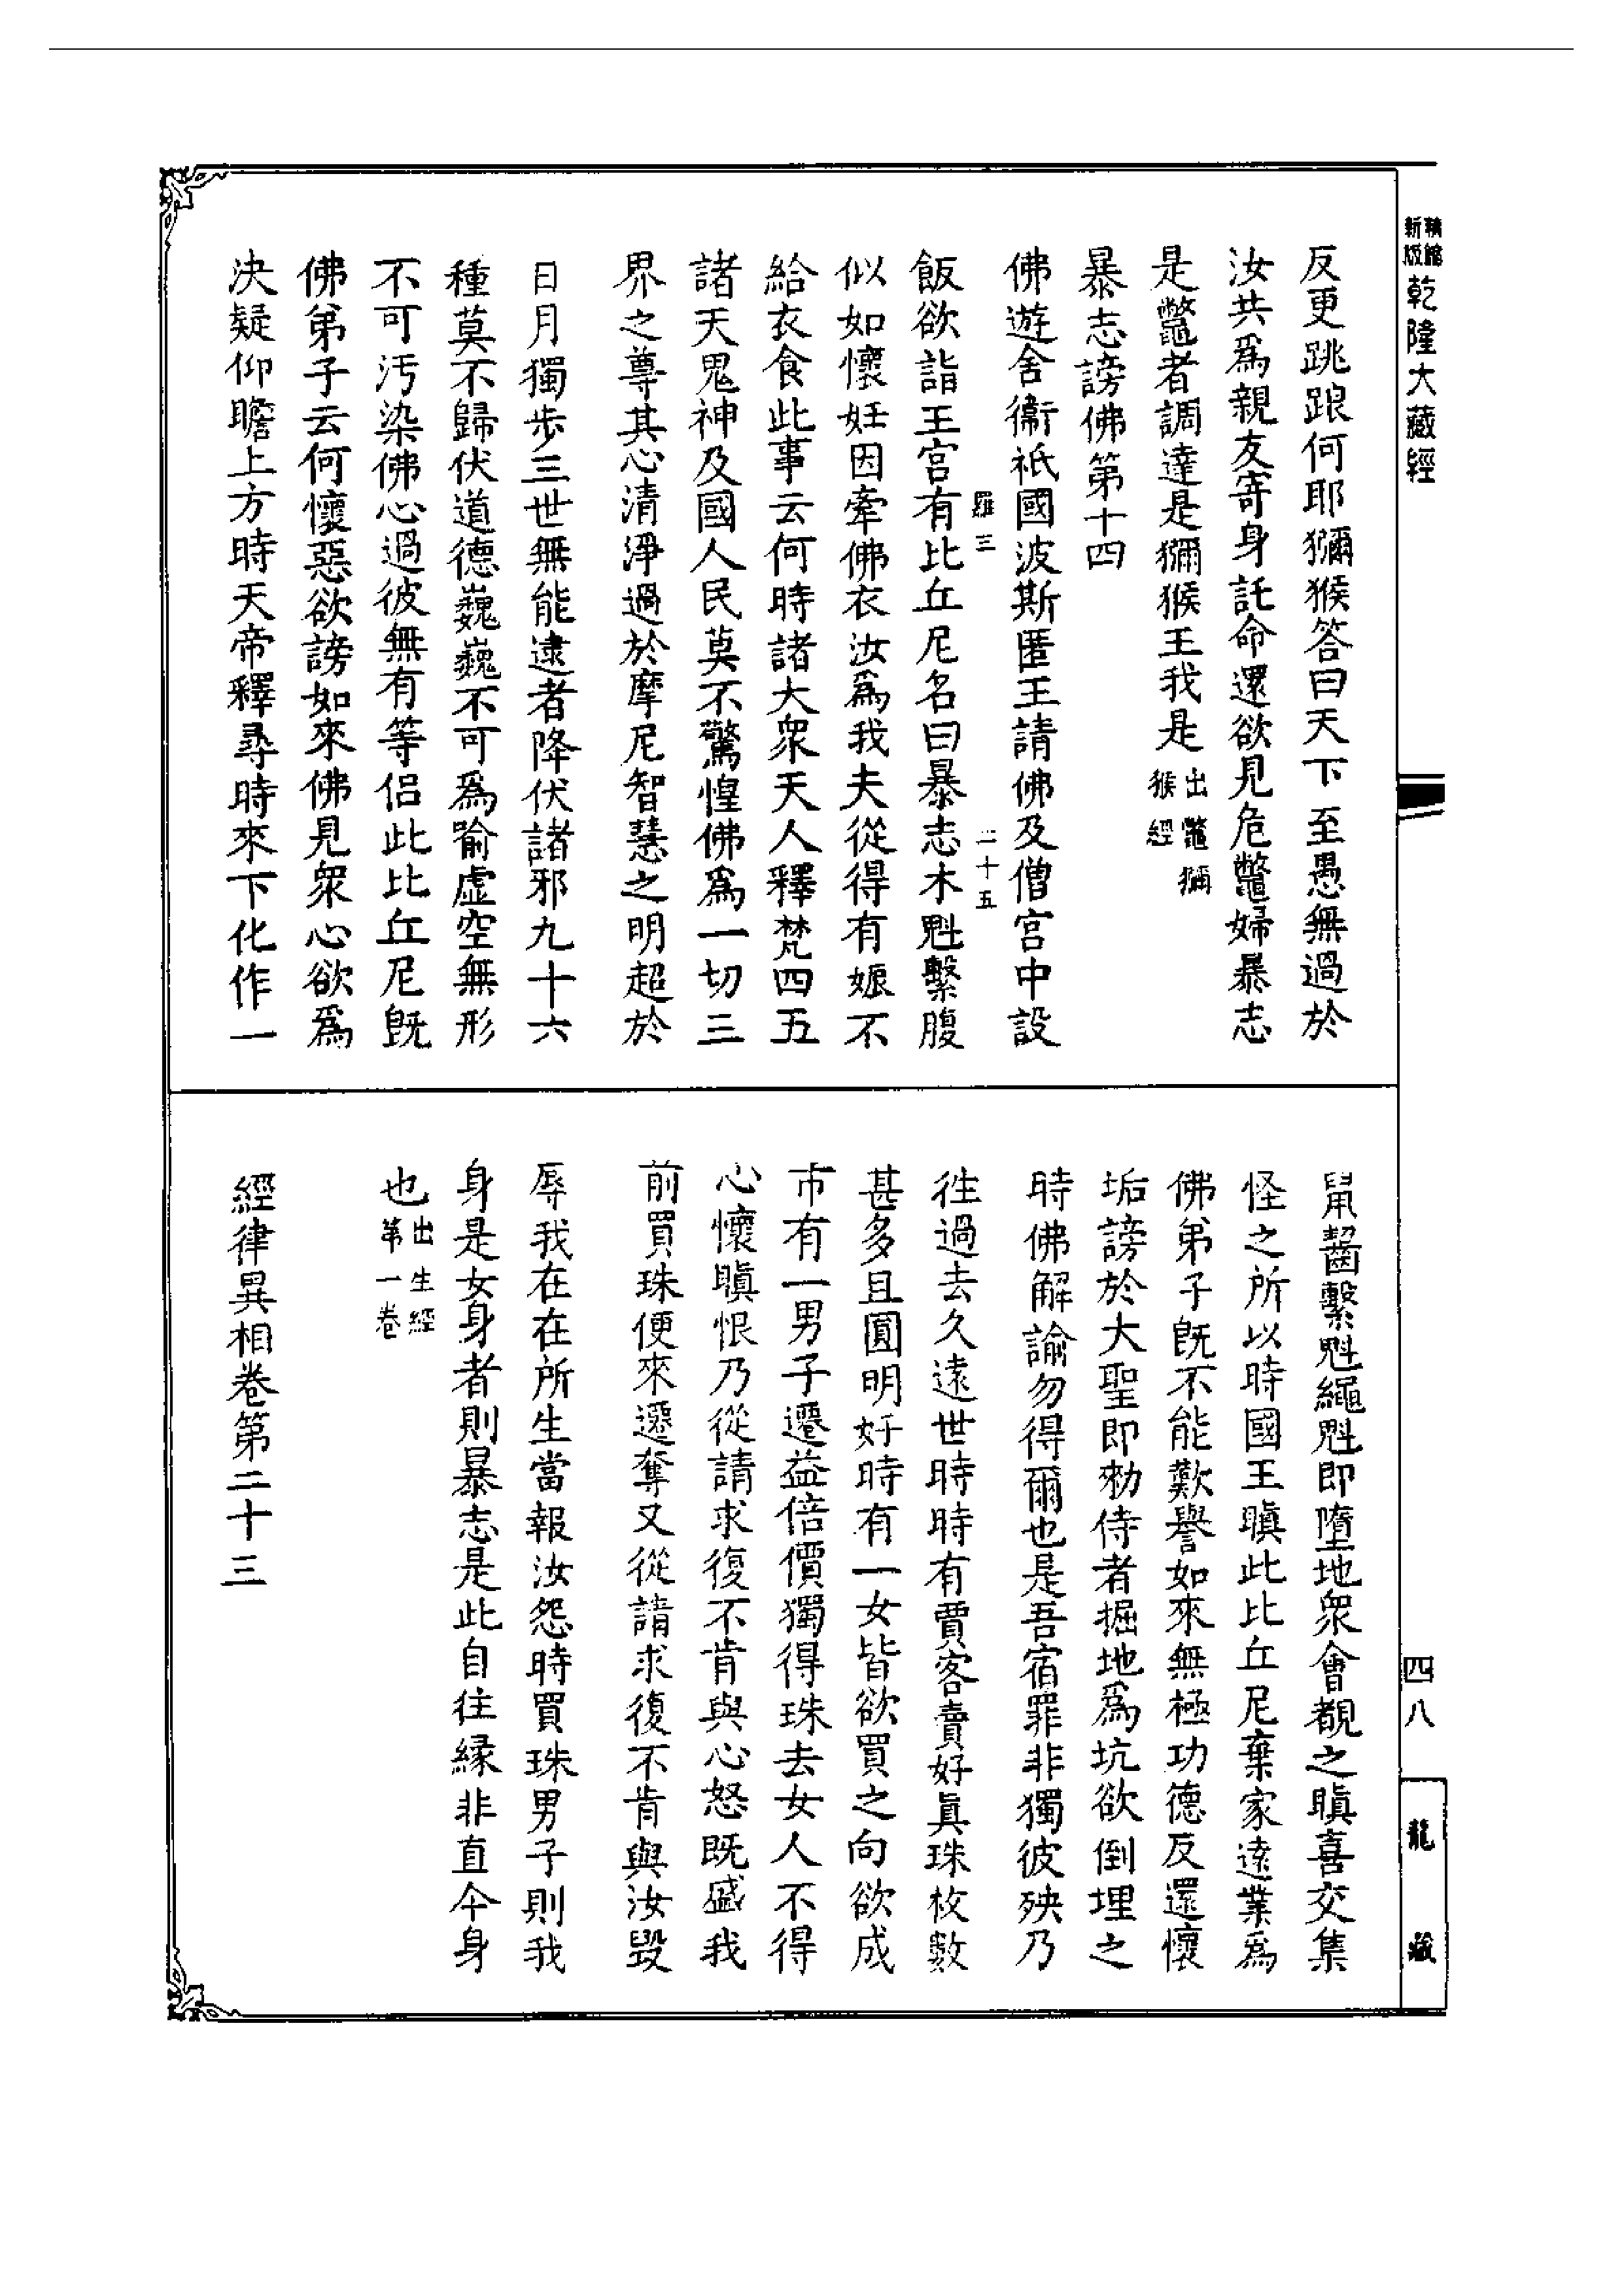 精縮新版乾隆大藏經
反更跳踉何耶獼猴答曰天下至愚無過於
汝共爲親友寄身託命還欲見危鼈婦暴志
是鼈者調達是獼猴王我是出鼈獼猴經
暴志謗佛第十四
佛遊舍衞祇國波斯匿王請佛及僧宮中設
羅三 二十五
飯欲詣王宮有比丘尼名曰暴志木魁繫腹
似如懷妊因牽佛衣汝爲我夫從得有娠不
給衣食此事云何時諸大衆天人釋梵四五
諸天鬼神及國人民莫不驚惶佛爲一切三
界之尊其心清淨過於摩尼智慧之明超於
日月獨步三世無能逮者降伏諸邪九十六
種莫不歸伏道德巍巍不可爲喻虛空無形
不可汚染佛心過彼無有等侶此比丘尼旣
佛弟子云何懷惡欲謗如來佛見衆心欲爲
決疑仰瞻上方時天帝釋尋時來下化作一
鼠齧繫魁繩魁即墮地衆會覩之瞋喜交集
怪之所以時國王瞋此比丘尼棄家遠業爲
佛弟子旣不能歎譽如來無極功德反還懷
垢謗於大聖即勑侍者掘地爲坑欲倒埋之
時佛解諭勿得爾也是吾宿罪非獨彼殃乃
徃過去久遠世時時有賈客賣好眞珠枚數
甚多且圓明好時有一女皆欲買之向欲成
市有一男子遷益倍價獨得珠去女人不得
心懷瞋恨乃從請求復不肯與心怒旣盛我
前買珠便來遷奪又從請求復不肯與汝毀
辱我在在所生當報汝怨時買珠男子則我
身是女身者則暴志是此自往緣非直今身
也出生經第一卷
經律異相卷第二十三
四八
龍藏